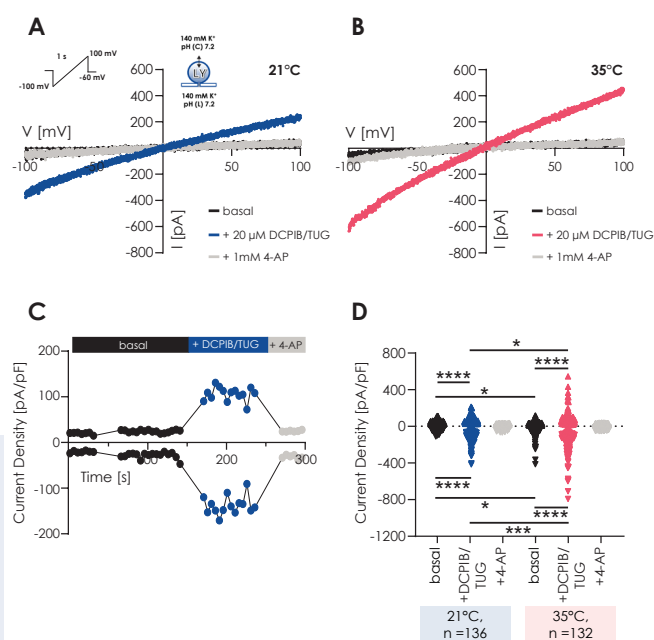 A
1 s
100 mV
-100 mV
-60 mV
140 mM K⁺
pH (C) 7.2
LY
140 mM K⁺
pH (L) 7.2
21°C
V [mV]
600
400
200
-200
-400
-600
-800
-100
-50
50
100
I [pA]
basal
+ 20 µM DCPIB/TUG
+ 1mM 4-AP
B
35°C
V [mV]
600
400
200
-200
-400
-600
-800
-100
50
100
I [pA]
basal
+ 20 µM DCPIB/TUG
+ 1mM 4-AP
C
basal
+ DCPIB/TUG
+ 4-AP
Current Density [pA/pF]
200
100
0
-100
-200
Time [s]
100
200
300
D
Current Density [pA/pF]
800
400
0
-400
-800
-1200
*
****
****
*
****
*
****
***
basal
+DCPIB/
TUG
+4-AP
basal
+DCPIB/
TUG
+4-AP
21°C,
n =136
35°C,
n =132